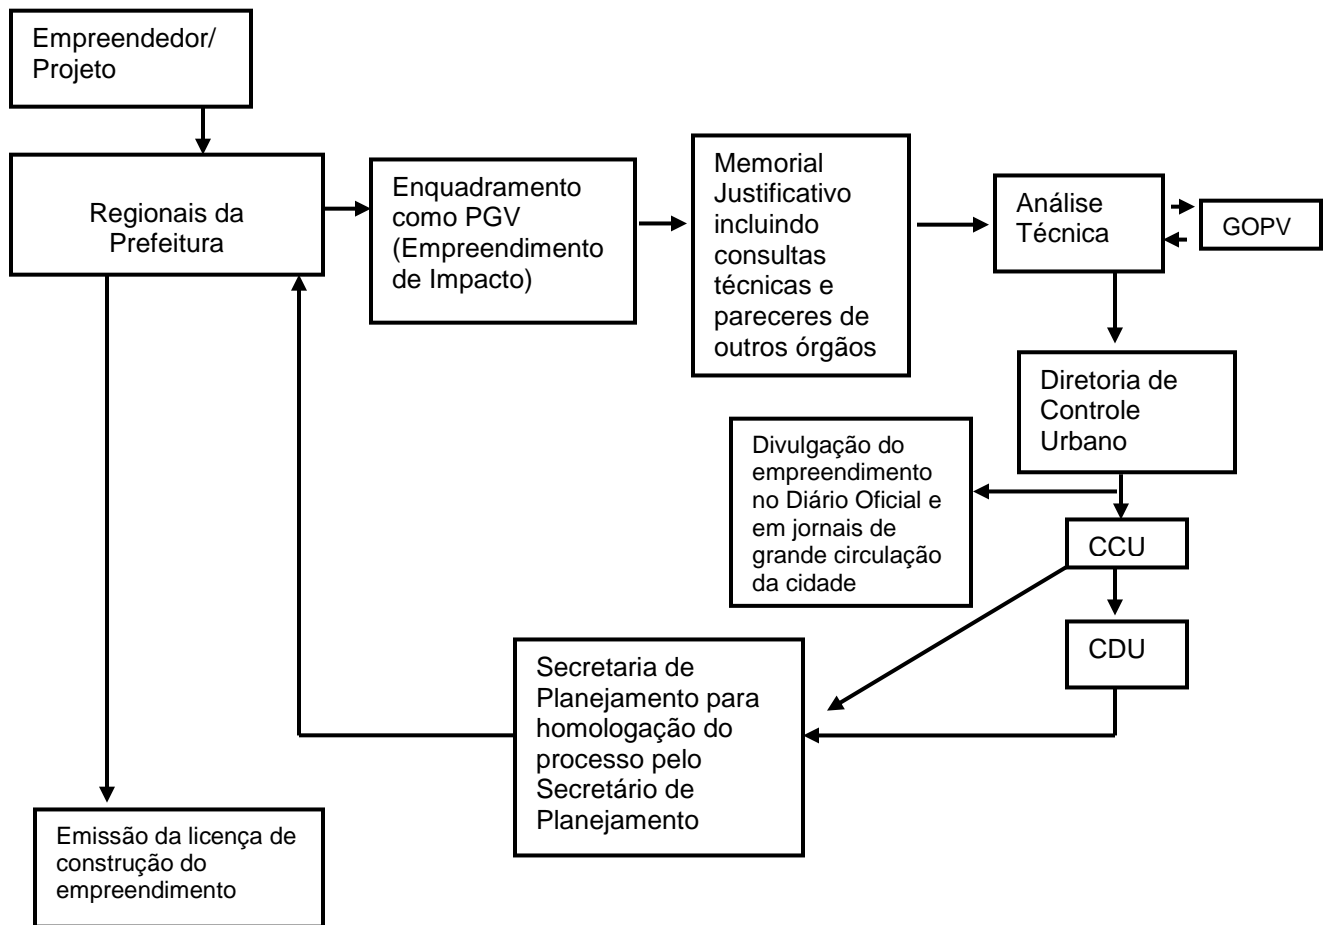 Empreendedor/
Projeto
Regionais da
Prefeitura
Enquadramento
como PGV
(Empreendimento
de Impacto)
Memorial
Justificativo
incluindo
consultas
técnicas e
pareceres de
outros órgãos
Análise
Técnica
GOPV
Diretoria de
Controle
Urbano
Divulgação do
empreendimento
no Diário Oficial e
em jornais de
grande circulação
da cidade
CCU
CDU
Secretaria de
Planejamento para
homologação do
processo pelo
Secretário de
Planejamento
Emissão da licença de
construção do
empreendimento